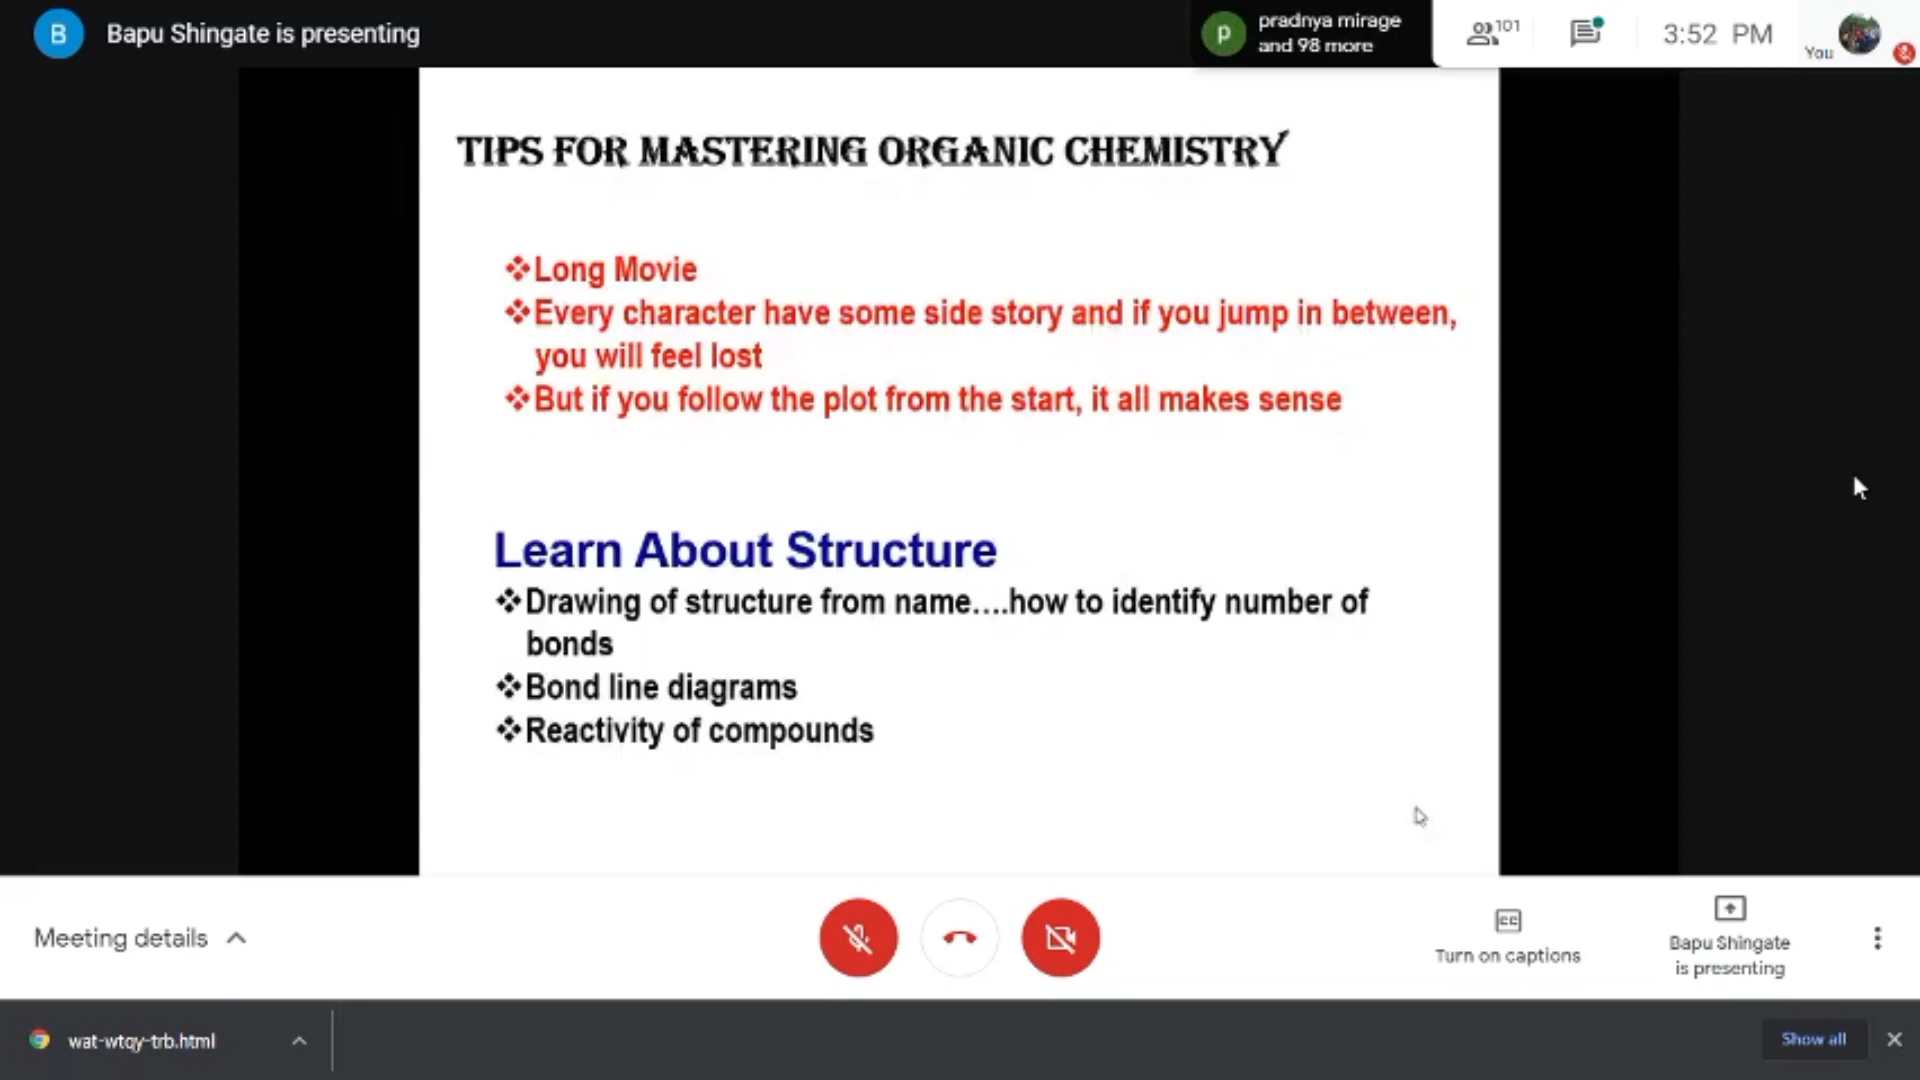 B Bapu Shingate is presenting
p pradnya mirage
and 98 more
101
3:52 PM
You
TIPS FOR MASTERING ORGANIC CHEMISTRY
❖Long Movie
❖Every character have some side story and if you jump in between,
you will feel lost
❖But if you follow the plot from the start, it all makes sense
Learn About Structure
❖Drawing of structure from name....how to identify number of
bonds
❖Bond line diagrams
❖Reactivity of compounds
Meeting details
CC
Turn on captions
Bapu Shingate
is presenting
wat-wtqy-trb.html
Show all